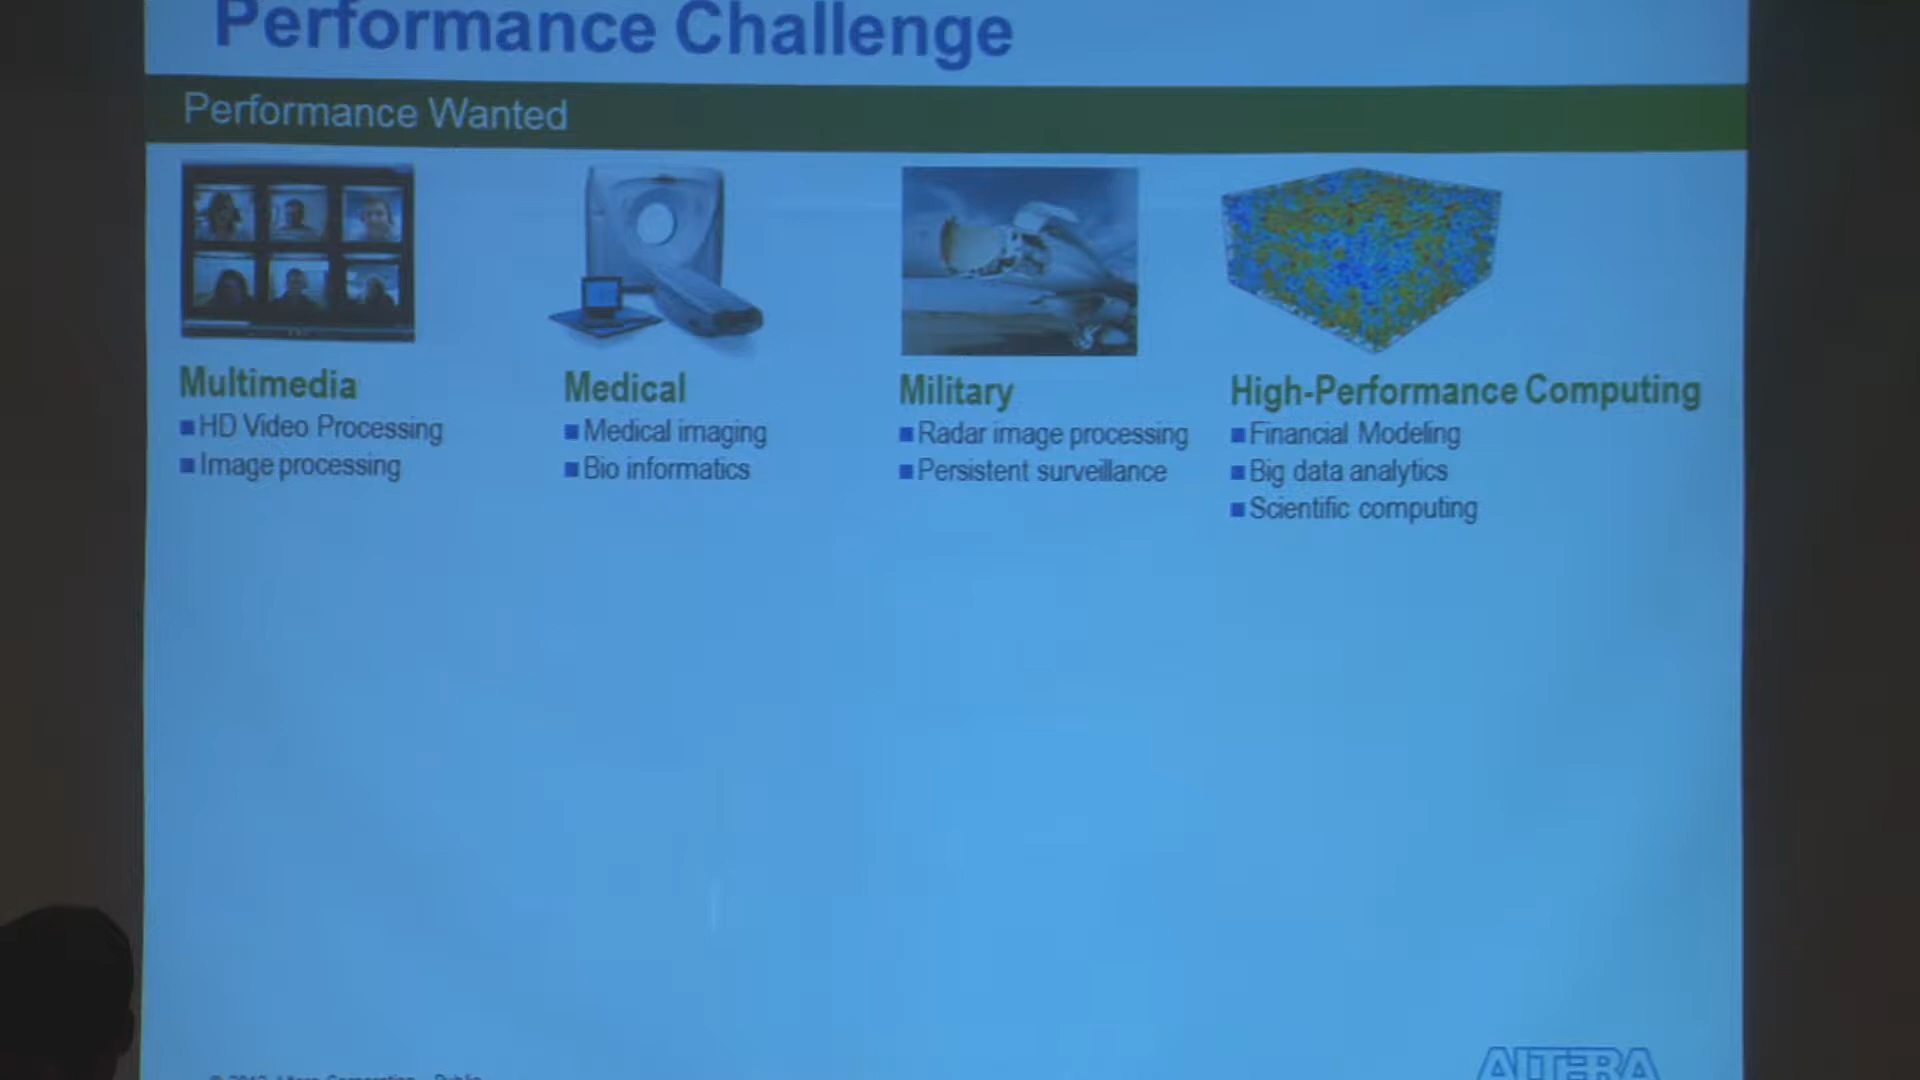 Performance Challenge
Performance Wanted
Multimedia
HD Video Processing
Image processing
Medical
Medical imaging
Bio informatics
Military
Radar image processing
Persistent surveillance
High-Performance Computing
Financial Modeling
Big data analytics
Scientific computing
ALTERA